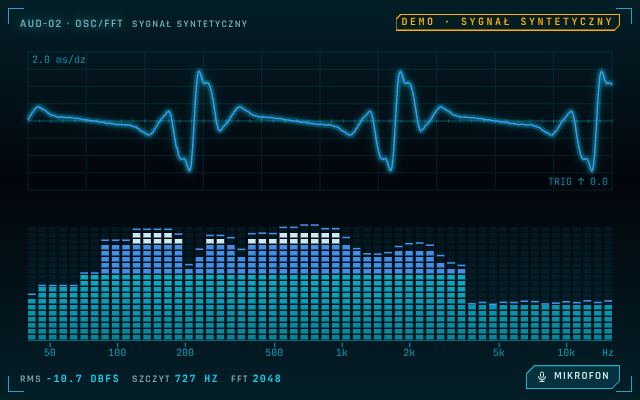 AUD-02 · OSC/FFT SYGNAŁ SYNTETYCZNY
DEMO · SYGNAŁ SYNTETYCZNY
2.0 ms/dz
TRIG ↑ 0.0
50 100 200 500 1k 2k 5k 10k Hz
RMS -10.7 DBFS SZCZYT 727 HZ FFT 2048
MIKROFON